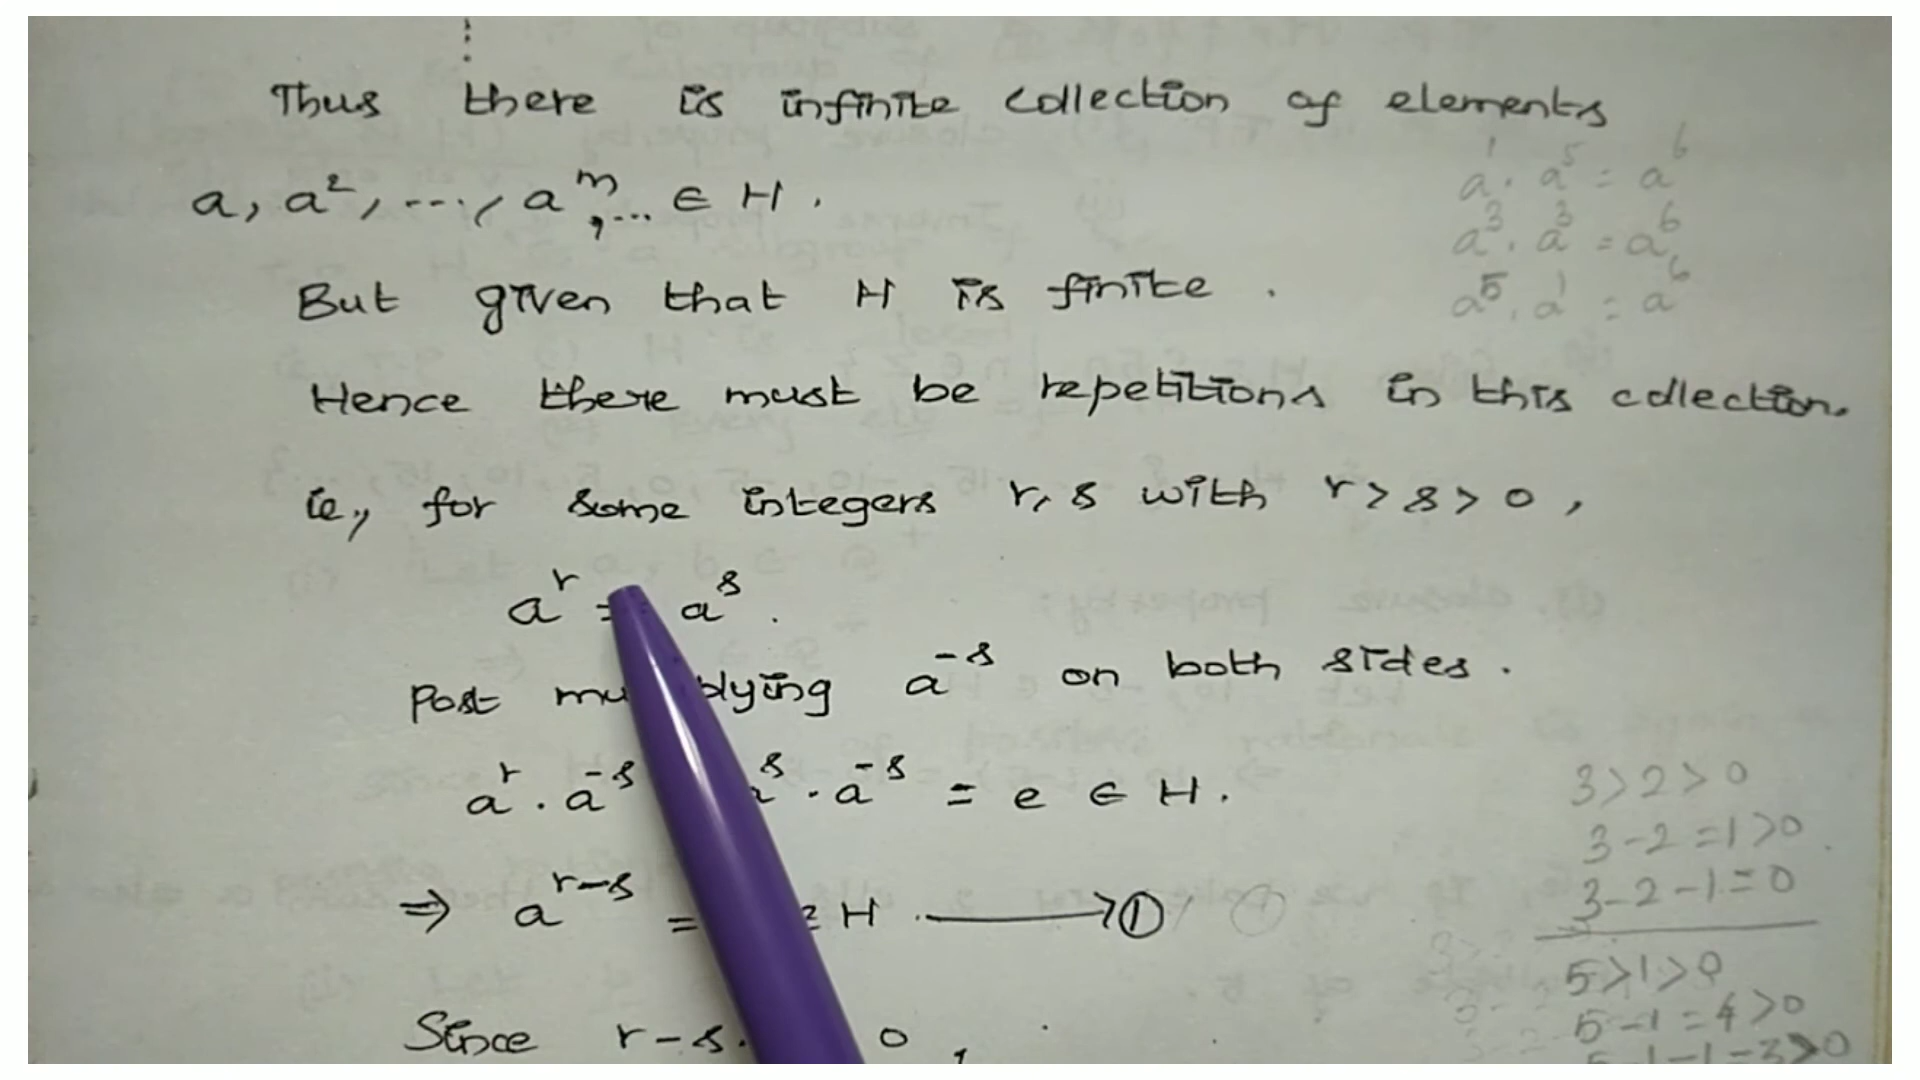 Thus there is infinite collection of elements
a, a², ..., aᵐ, ... ∈ H.
But given that H is finite.
Hence there must be repetitions in this collection.
ie., for some integers r, s with r > s > 0,
aʳ = aˢ.
Post on both sides. a⁻ˢ
aʳ . a⁻ˢ . a⁻ˢ = e ∈ H.
⇒ aʳ⁻ˢ = H → ①
Since r-s 0,
a¹ . a⁵ = a⁶
a³ . a³ = a⁶
a⁵ . a¹ = a⁶
3 > 2 > 0
3 - 2 = 1 > 0
3 - 2 - 1 = 0
5 > 1 > 0
5 - 1 = 4 > 0